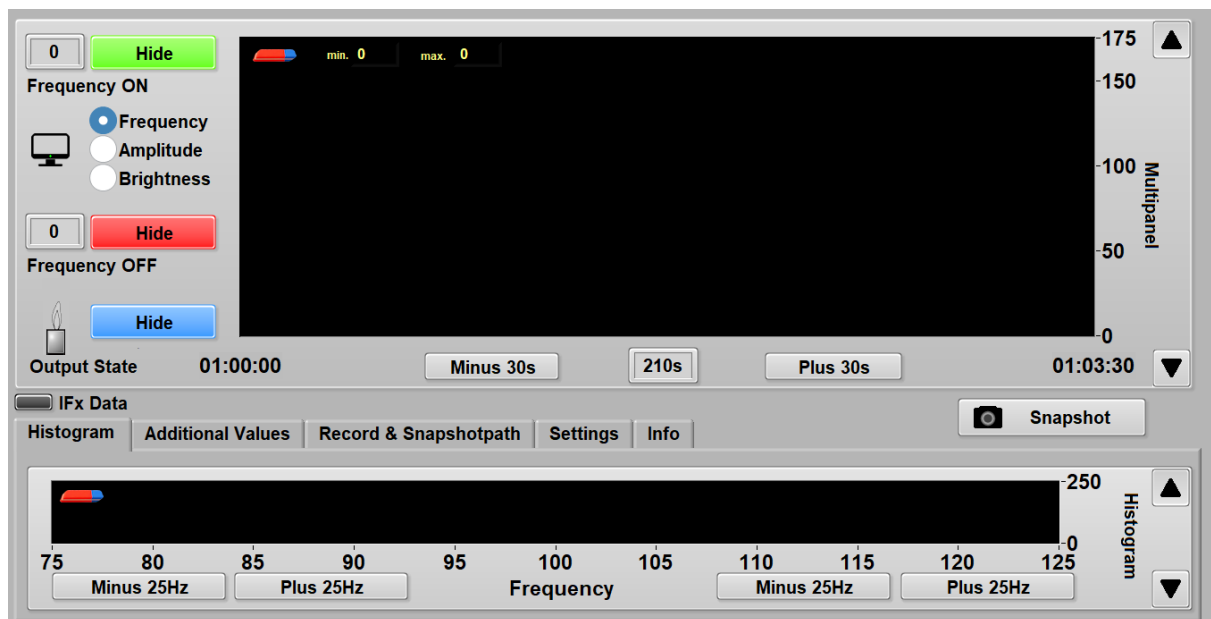 0 Hide min. 0 max. 0 175
Frequency ON 150
Frequency
Amplitude
Brightness
100
Multipanel
0 Hide
Frequency OFF
50
Hide
0
Output State 01:00:00 Minus 30s 210s Plus 30s 01:03:30
IFx Data
Snapshot
Histogram Additional Values Record & Snapshotpath Settings Info
250
Histogram
0
75 80 85 90 95 100 105 110 115 120 125
Minus 25Hz Plus 25Hz Frequency Minus 25Hz Plus 25Hz